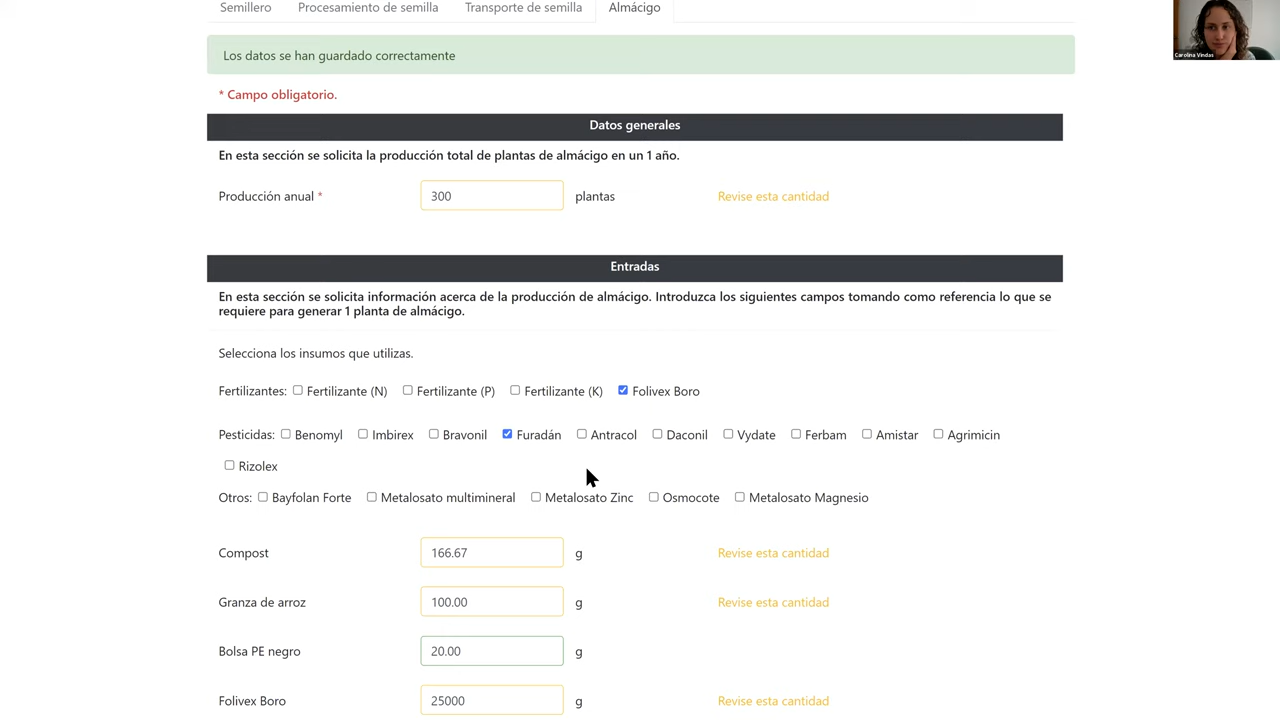 Semillero Procesamiento de semilla Transporte de semilla Almácigo
Carolina Vindas
Los datos se han guardado correctamente
* Campo obligatorio.
Datos generales
En esta sección se solicita la producción total de plantas de almácigo en un 1 año.
Producción anual * 300 plantas Revise esta cantidad
Entradas
En esta sección se solicita información acerca de la producción de almácigo. Introduzca los siguientes campos tomando como referencia lo que se
requiere para generar 1 planta de almácigo.
Selecciona los insumos que utilizas.
Fertilizantes: Fertilizante (N) Fertilizante (P) Fertilizante (K) Folivex Boro
Pesticidas: Benomyl Imbirex Bravonil Furadán Antracol Daconil Vydate Ferbam Amistar Agrimicin
Rizolex
Otros: Bayfolan Forte Metalosato multimineral Metalosato Zinc Osmocote Metalosato Magnesio
Compost 166.67 g Revise esta cantidad
Granza de arroz 100.00 g Revise esta cantidad
Bolsa PE negro 20.00 g
Folivex Boro 25000 g Revise esta cantidad